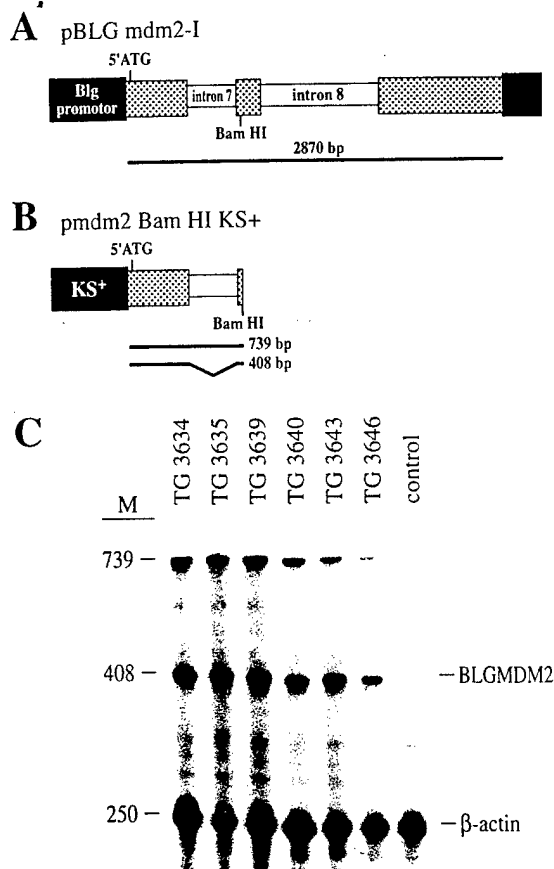 A pBLG mdm2-I
5'ATG
Blg
promotor
intron 7
intron 8
Bam HI
2870 bp
B pmdm2 Bam HI KS+
5'ATG
KS+
Bam HI
739 bp
408 bp
C
M
TG 3634
TG 3635
TG 3639
TG 3640
TG 3643
TG 3646
control
739 –
408 –
– BLGMDM2
250 –
– β-actin